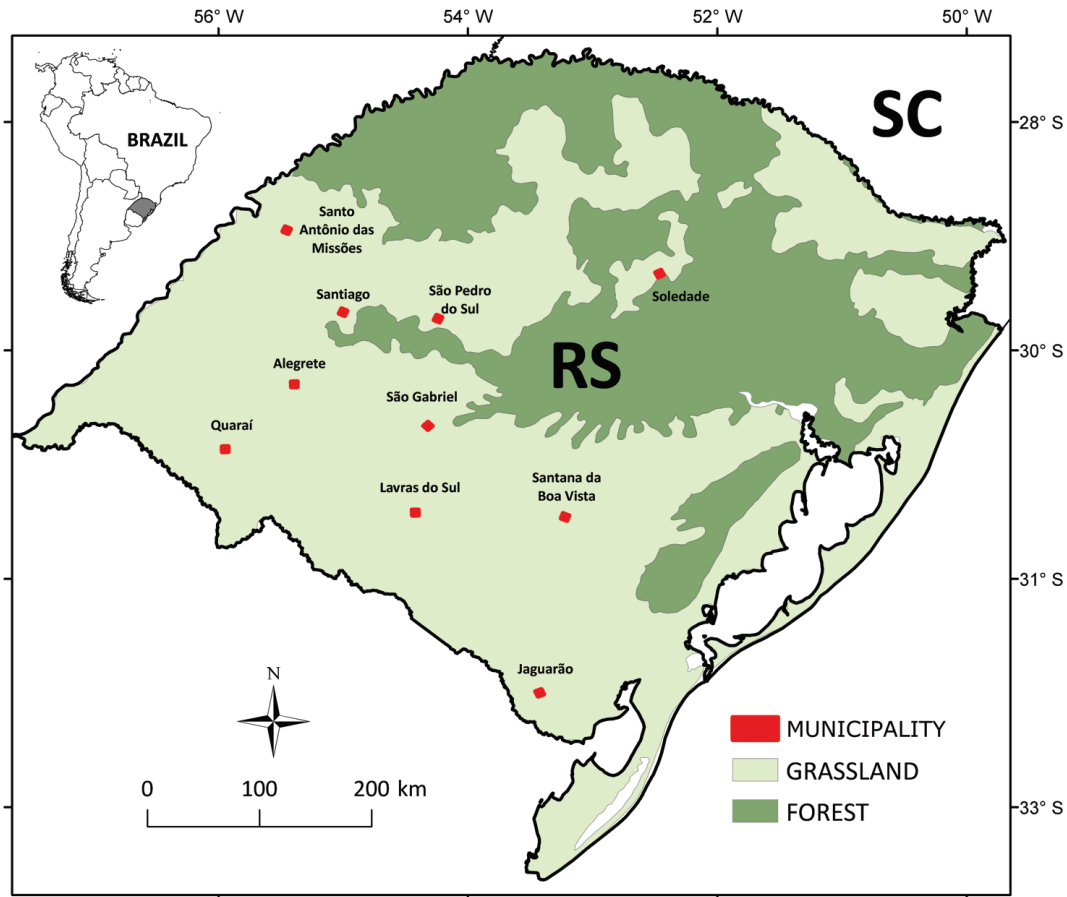 56° W
54° W
52° W
50° W
SC
BRAZIL
28° S
Santo
Antônio das
Missões
Santiago
São Pedro
do Sul
Soledade
30° S
RS
Alegrete
São Gabriel
Quaraí
Lavras do Sul
Santana da
Boa Vista
31° S
Jaguarão
N
MUNICIPALITY
GRASSLAND
FOREST
0 100 200 km
33° S